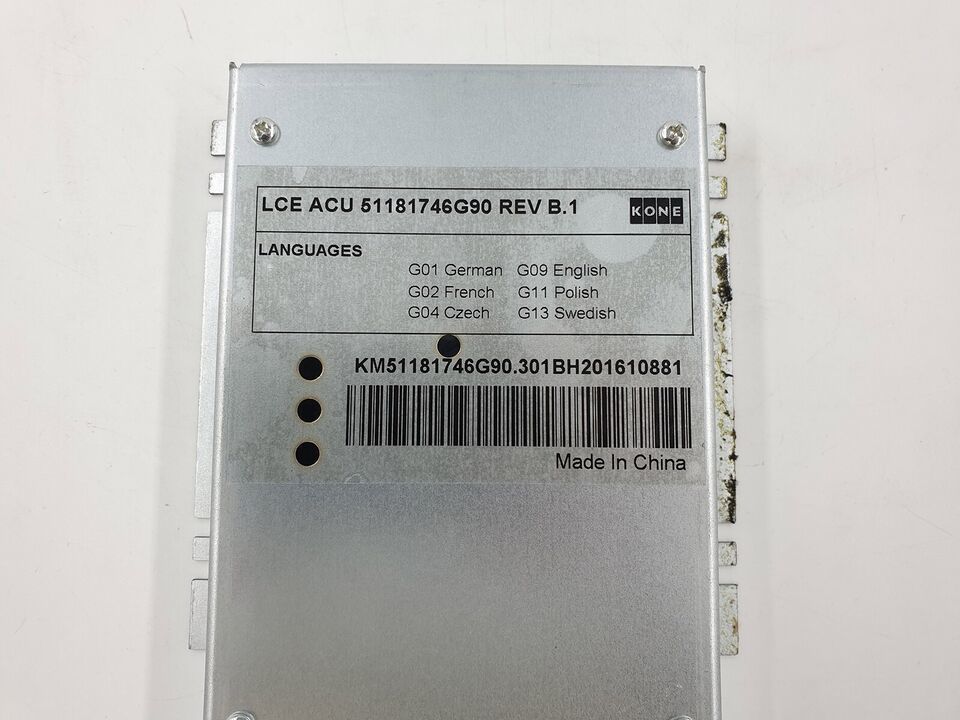 LCE ACU 51181746G90 REV B.1 KONE
LANGUAGES
G01 German G09 English
G02 French G11 Polish
G04 Czech G13 Swedish
KM51181746G90.301BH201610881
Made In China